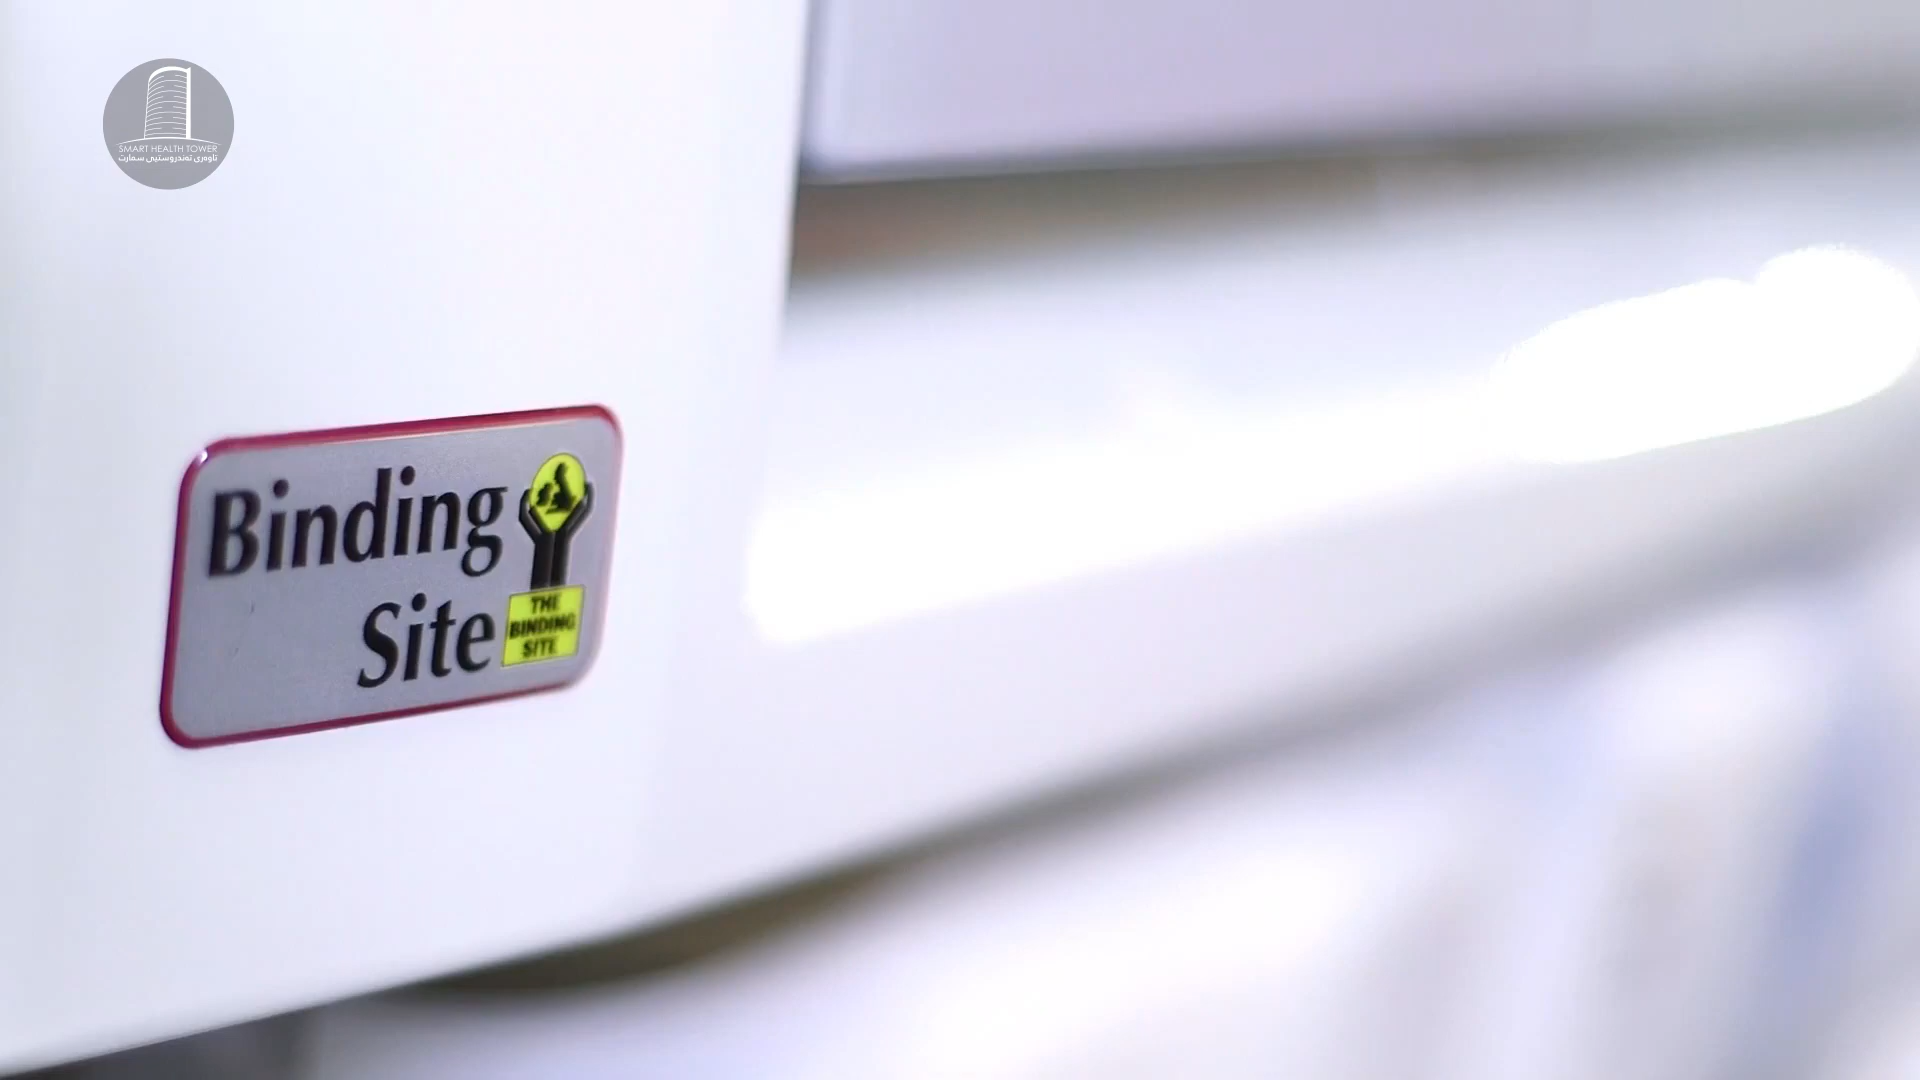 SMART HEALTH TOWER
تاوەری تەندروستیی سمارت
Binding
Site
THE
BINDING
SITE